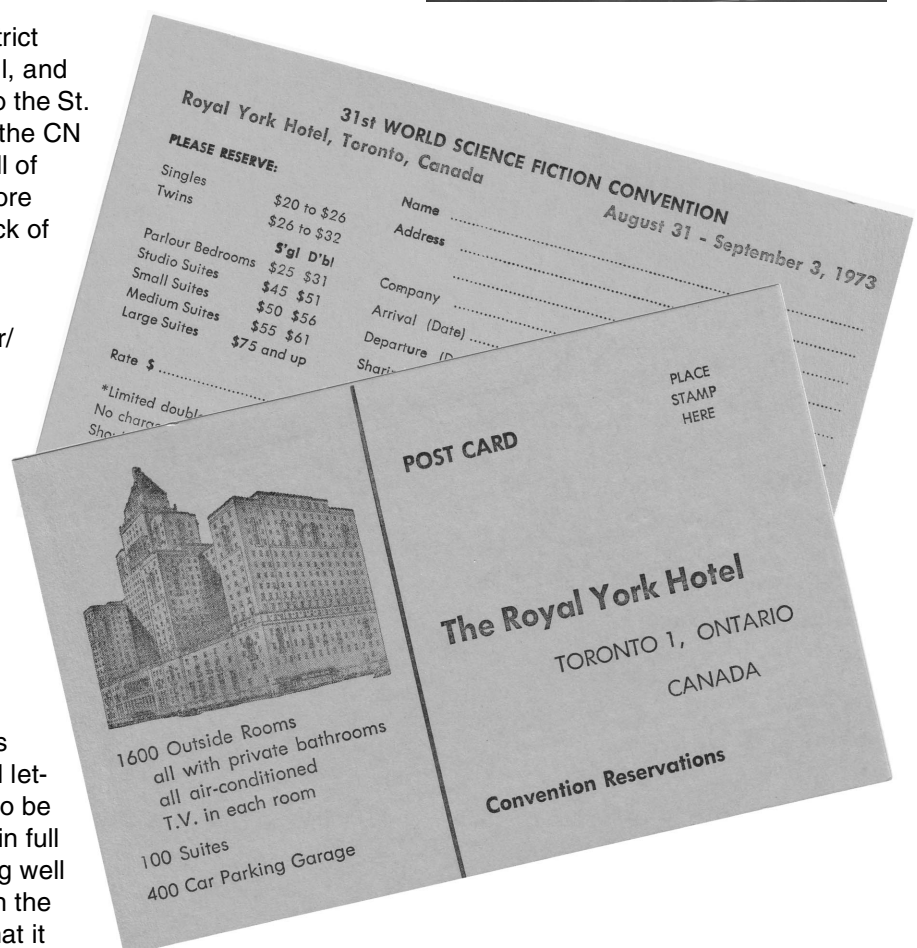 trict
l, and
o the St.
the CN
ll of
ore
ck of
r/
s
l let-
o be
in full
g well
n the
hat it
31st WORLD SCIENCE FICTION CONVENTION
Royal York Hotel, Toronto, Canada
August 31 - September 3, 1973
PLEASE RESERVE:
Singles $20 to $26
Twins $26 to $32
S'gl D'bl
Parlour Bedrooms $25 $31
Studio Suites $45 $51
Small Suites $50 $56
Medium Suites $55 $61
Large Suites $75 and up
Rate $
*Limited doubl
No charg
Sho
Name
Address
Company
Arrival (Date)
Departure (D
Shari
POST CARD
PLACE
STAMP
HERE
The Royal York Hotel
TORONTO 1, ONTARIO
CANADA
Convention Reservations
1600 Outside Rooms
all with private bathrooms
all air-conditioned
T.V. in each room
100 Suites
400 Car Parking Garage